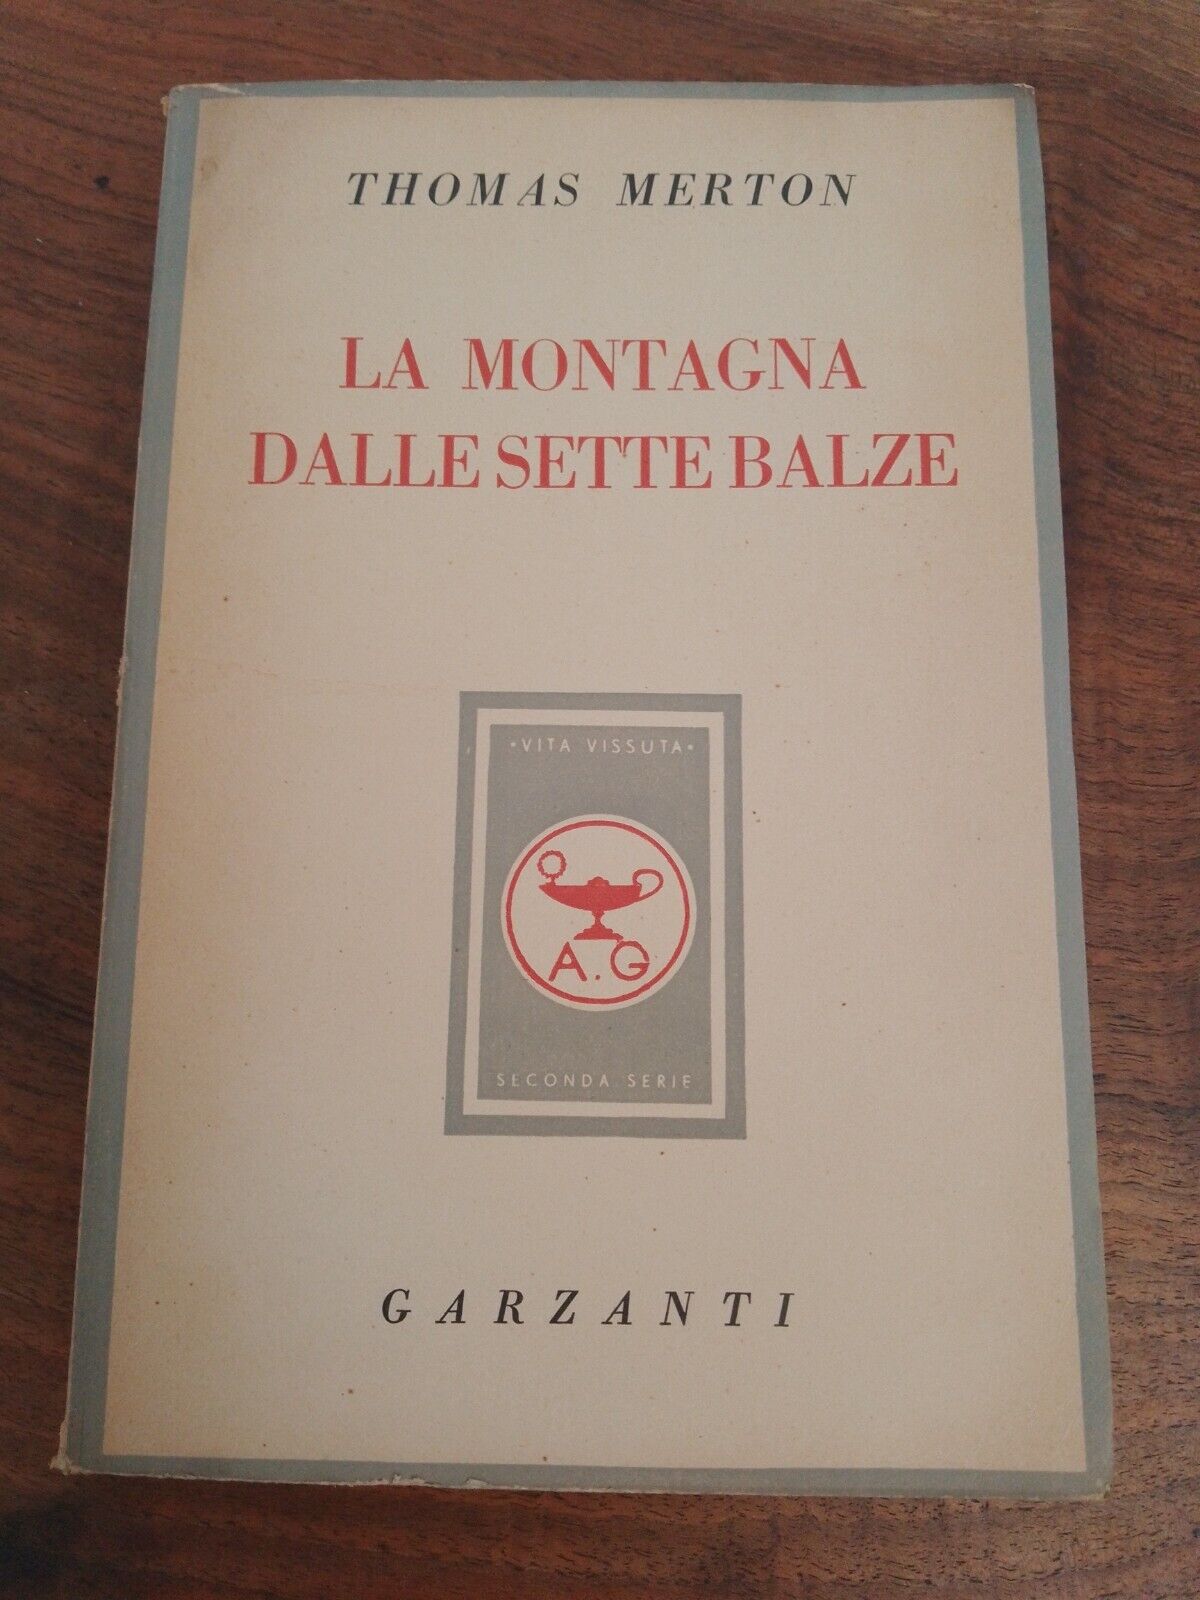 THOMAS MERTON
LA MONTAGNA
DALLE SETTE BALZE
•VITA VISSUTA•
A.G
SECONDA SERIE
GARZANTI